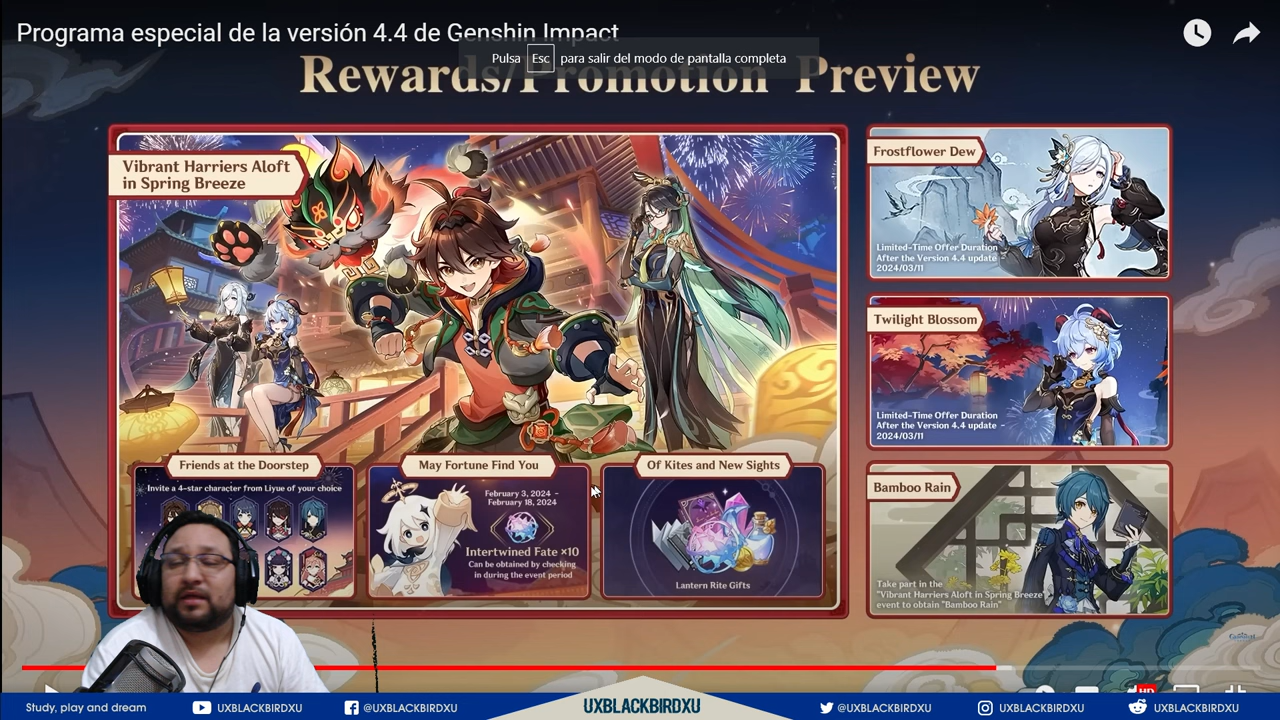 Programa especial de la versión 4.4 de Genshin Impact
Pulsa Esc para salir del modo de pantalla completa
Rewards/Promotion Preview
Vibrant Harriers Aloft
in Spring Breeze
Frostflower Dew
Limited-Time Offer Duration
After the Version 4.4 update
2024/03/11
Twilight Blossom
Limited-Time Offer Duration
After the Version 4.4 update –
2024/03/11
Friends at the Doorstep
Invite a 4-star character from Liyue of your choice
May Fortune Find You
February 3, 2024 –
February 18, 2024
Intertwined Fate ×10
Can be obtained by checking
in during the event period
Of Kites and New Sights
Lantern Rite Gifts
Bamboo Rain
Take part in the
"Vibrant Harriers Aloft in Spring Breeze"
event to obtain "Bamboo Rain"
Genshin
HD
Study, play and dream
UXBLACKBIRDXU
@UXBLACKBIRDXU
UXBLACKBIRDXU
@UXBLACKBIRDXU
UXBLACKBIRDXU
UXBLACKBIRDXU